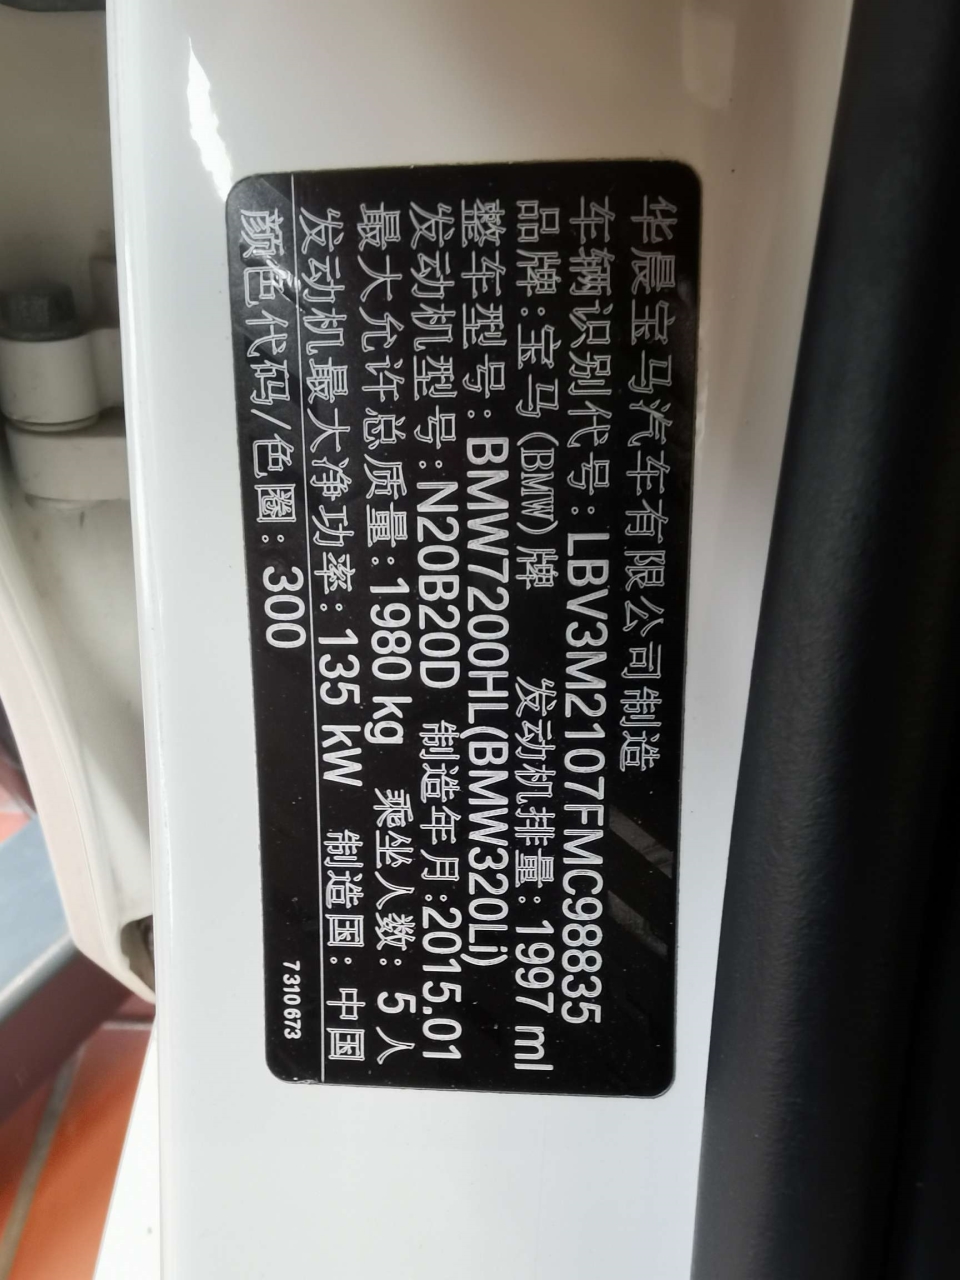 华晨宝马汽车有限公司制造
车辆识别代号：LBV3M2107FMC98835
品牌：宝马(BMW)牌 发动机排量：1997 ml
整车型号：BMW7200HL(BMW320Li)
发动机型号：N20B20D 制造年月：2015.01
最大允许总质量：1980 kg 乘坐人数：5人
发动机最大净功率：135 kW 制造国：中国
颜色代码/色圈：300
7310673